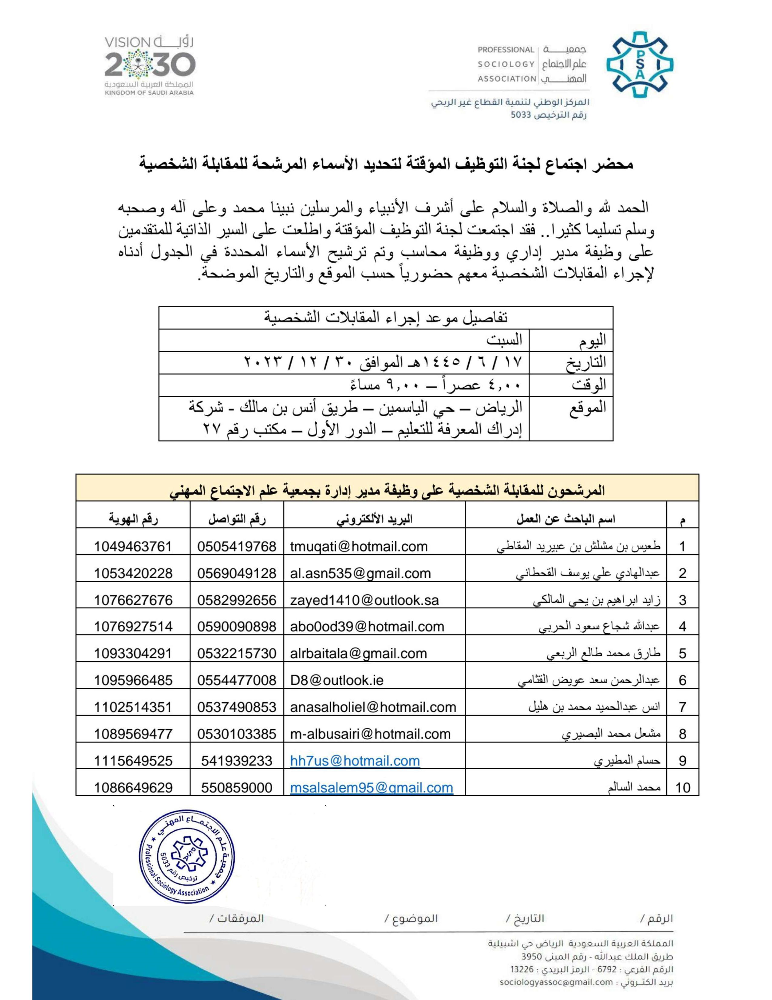 رؤيــة VISION
2030
المملكة العربية السعودية
KINGDOM OF SAUDI ARABIA
PROFESSIONAL جمعيـــــة
SOCIOLOGY علم الاجتماع
ASSOCIATION المهنــــي
PSA
المركز الوطني لتنمية القطاع غير الربحي
رقم الترخيص 5033
محضر اجتماع لجنة التوظيف المؤقتة لتحديد الأسماء المرشحة للمقابلة الشخصية
الحمد لله والصلاة والسلام على أشرف الأنبياء والمرسلين نبينا محمد وعلى آله وصحبه
وسلم تسليما كثيرا.. فقد اجتمعت لجنة التوظيف المؤقتة واطلعت على السير الذاتية للمتقدمين
على وظيفة مدير إداري ووظيفة محاسب وتم ترشيح الأسماء المحددة في الجدول أدناه
لإجراء المقابلات الشخصية معهم حضورياً حسب الموقع والتاريخ الموضحة.
تفاصيل موعد إجراء المقابلات الشخصية
اليوم السبت
التاريخ ١٧ / ٦ / ١٤٤٥هـ الموافق ٣٠ / ١٢ / ٢٠٢٣
الوقت ٤,٠٠ عصراً – ٩,٠٠ مساءً
الموقع الرياض – حي الياسمين – طريق أنس بن مالك - شركة
إدراك المعرفة للتعليم – الدور الأول – مكتب رقم ٢٧
المرشحون للمقابلة الشخصية على وظيفة مدير إدارة بجمعية علم الاجتماع المهني
م اسم الباحث عن العمل البريد الألكتروني رقم التواصل رقم الهوية
1 طعيس بن مشلش بن عبيريد المقاطي tmuqati@hotmail.com 0505419768 1049463761
2 عبدالهادي علي يوسف القحطاني al.asn535@gmail.com 0569049128 1053420228
3 زايد ابراهيم بن يحي المالكي zayed1410@outlook.sa 0582992656 1076627676
4 عبدالله شجاع سعود الحربي abo0od39@hotmail.com 0590090898 1076927514
5 طارق محمد طالع الربعي alrbaitala@gmail.com 0532215730 1093304291
6 عبدالرحمن سعد عويض القثامي D8@outlook.ie 0554477008 1095966485
7 انس عبدالحميد محمد بن هليل anasalholiel@hotmail.com 0537490853 1102514351
8 مشعل محمد البصيري m-albusairi@hotmail.com 0530103385 1089569477
9 حسام المطيري hh7us@hotmail.com 541939233 1115649525
10 محمد السالم msalsalem95@gmail.com 550859000 1086649629
جمعية علم الاجتمـاع المهني
PSA
ترخيص رقم 5033
Professional Sociology Association
الرقم / التاريخ / الموضوع / المرفقات /
المملكة العربية السعودية الرياض حي اشبيلية
طريق الملك عبدالله - رقم المبنى 3950
الرقم الفرعي : 6792 - الرمز البريدي : 13226
بريد الكتــروني : sociologyassoc@gmail.com